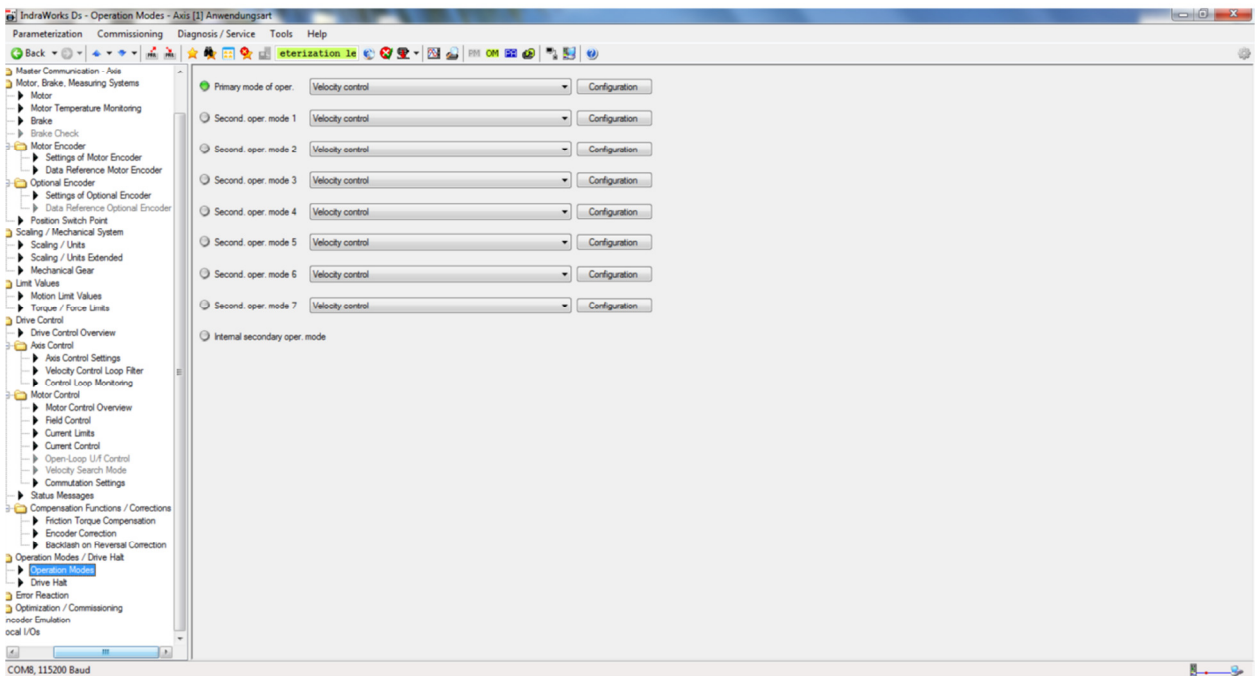 IndraWorks Ds - Operation Modes - Axis [1] Anwendungsart
Parameterization Commissioning Diagnosis / Service Tools Help
Back eterization le PM OM
Master Communication - Axis
Motor, Brake, Measuring Systems
Motor
Motor Temperature Monitoring
Brake
Brake Check
Motor Encoder
Settings of Motor Encoder
Data Reference Motor Encoder
Optional Encoder
Settings of Optional Encoder
Data Reference Optional Encoder
Position Switch Point
Scaling / Mechanical System
Scaling / Units
Scaling / Units Extended
Mechanical Gear
Limit Values
Motion Limit Values
Torque / Force Limits
Drive Control
Drive Control Overview
Axis Control
Axis Control Settings
Velocity Control Loop Filter
Control Loop Monitoring
Motor Control
Motor Control Overview
Field Control
Current Limits
Current Control
Open-Loop U/f Control
Velocity Search Mode
Commutation Settings
Status Messages
Compensation Functions / Corrections
Friction Torque Compensation
Encoder Correction
Backlash on Reversal Correction
Operation Modes / Drive Halt
Operation Modes
Drive Halt
Error Reaction
Optimization / Commissioning
ncoder Emulation
ocal I/Os
Primary mode of oper. Velocity control Configuration
Second. oper. mode 1 Velocity control Configuration
Second. oper. mode 2 Velocity control Configuration
Second. oper. mode 3 Velocity control Configuration
Second. oper. mode 4 Velocity control Configuration
Second. oper. mode 5 Velocity control Configuration
Second. oper. mode 6 Velocity control Configuration
Second. oper. mode 7 Velocity control Configuration
Internal secondary oper. mode
COM8, 115200 Baud